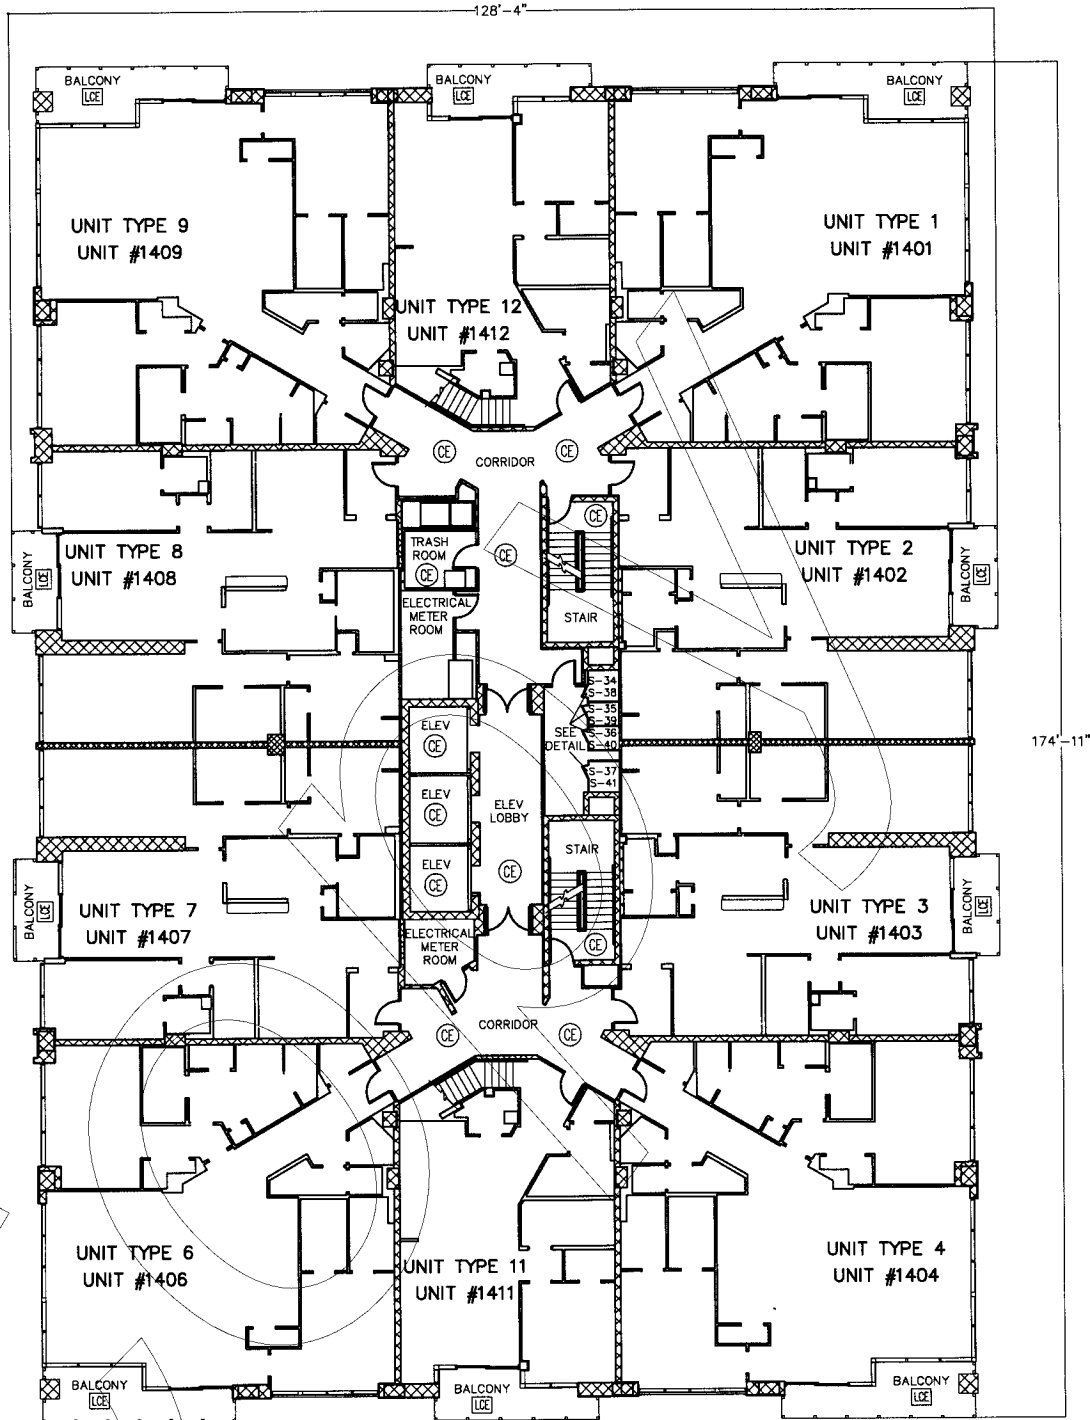 128'-4"
BALCONY
LCE
BALCONY
LCE
BALCONY
LCE
UNIT TYPE 9
UNIT #1409
UNIT TYPE 1
UNIT #1401
UNIT TYPE 12
UNIT #1412
CE
CORRIDOR
CE
CE
TRASH
ROOM
CE
CE
BALCONY
LCE
UNIT TYPE 8
UNIT #1408
UNIT TYPE 2
UNIT #1402
BALCONY
LCE
ELECTRICAL
METER
ROOM
STAIR
S-34
S-38
S-35
S-39
S-36
S-40
S-37
S-41
SEE
DETAIL
ELEV
CE
174'-11"
ELEV
CE
ELEV
LOBBY
CE
ELEV
CE
STAIR
BALCONY
LCE
UNIT TYPE 7
UNIT #1407
UNIT TYPE 3
UNIT #1403
BALCONY
LCE
ELECTRICAL
METER
ROOM
CE
CE
CORRIDOR
CE
UNIT TYPE 6
UNIT #1406
UNIT TYPE 11
UNIT #1411
UNIT TYPE 4
UNIT #1404
BALCONY
LCE
BALCONY
LCE
BALCONY
LCE